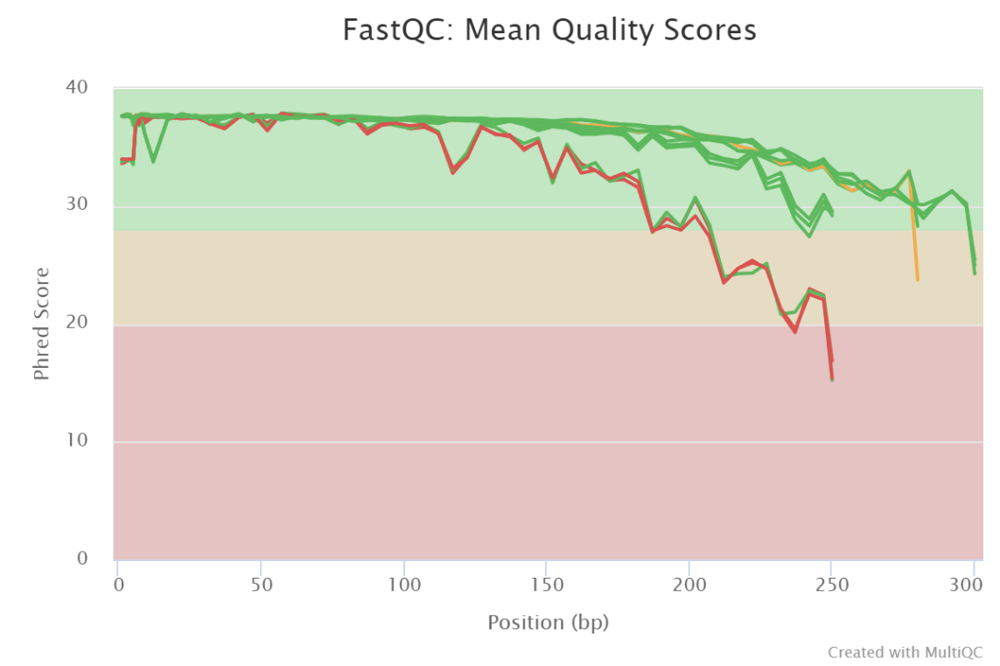 FastQC: Mean Quality Scores
40
30
20
10
0
Phred Score
0 50 100 150 200 250 300
Position (bp)
Created with MultiQC